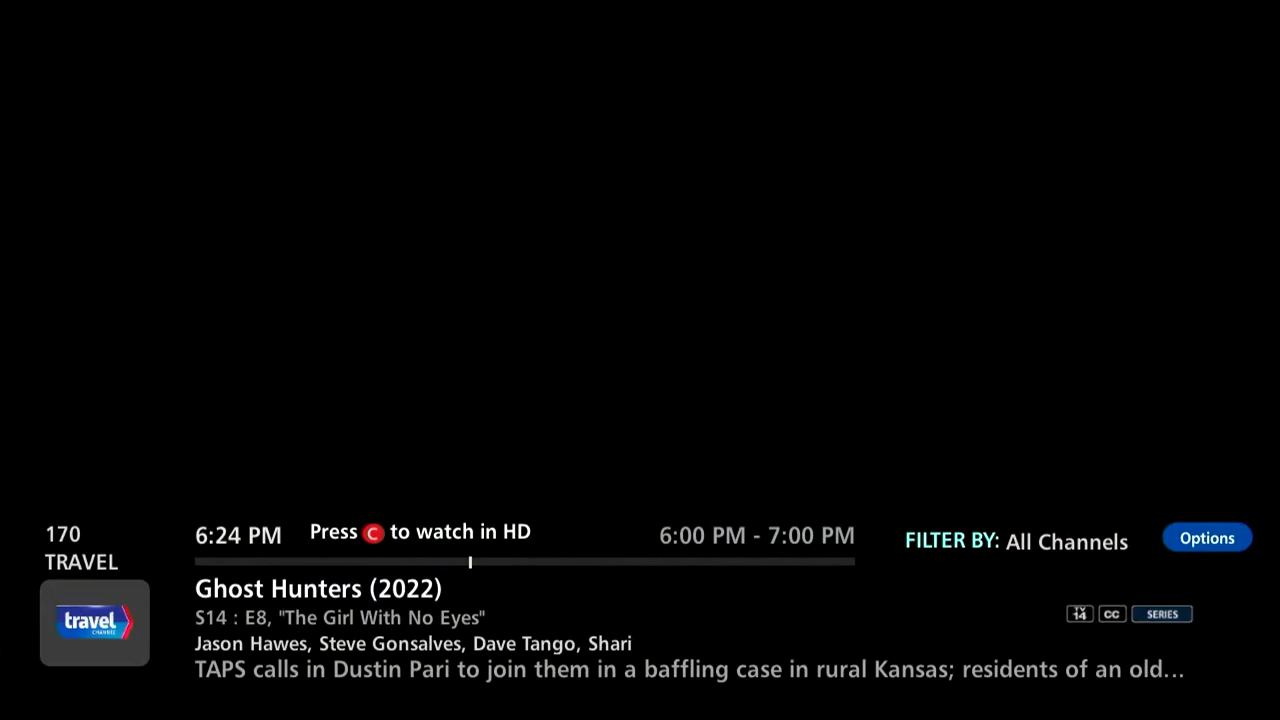 170
TRAVEL
6:24 PM
Press C to watch in HD
6:00 PM - 7:00 PM
FILTER BY: All Channels
Options
travel
CHANNEL
Ghost Hunters (2022)
S14 : E8, "The Girl With No Eyes"
TV
14
CC
SERIES
Jason Hawes, Steve Gonsalves, Dave Tango, Shari
TAPS calls in Dustin Pari to join them in a baffling case in rural Kansas; residents of an old...